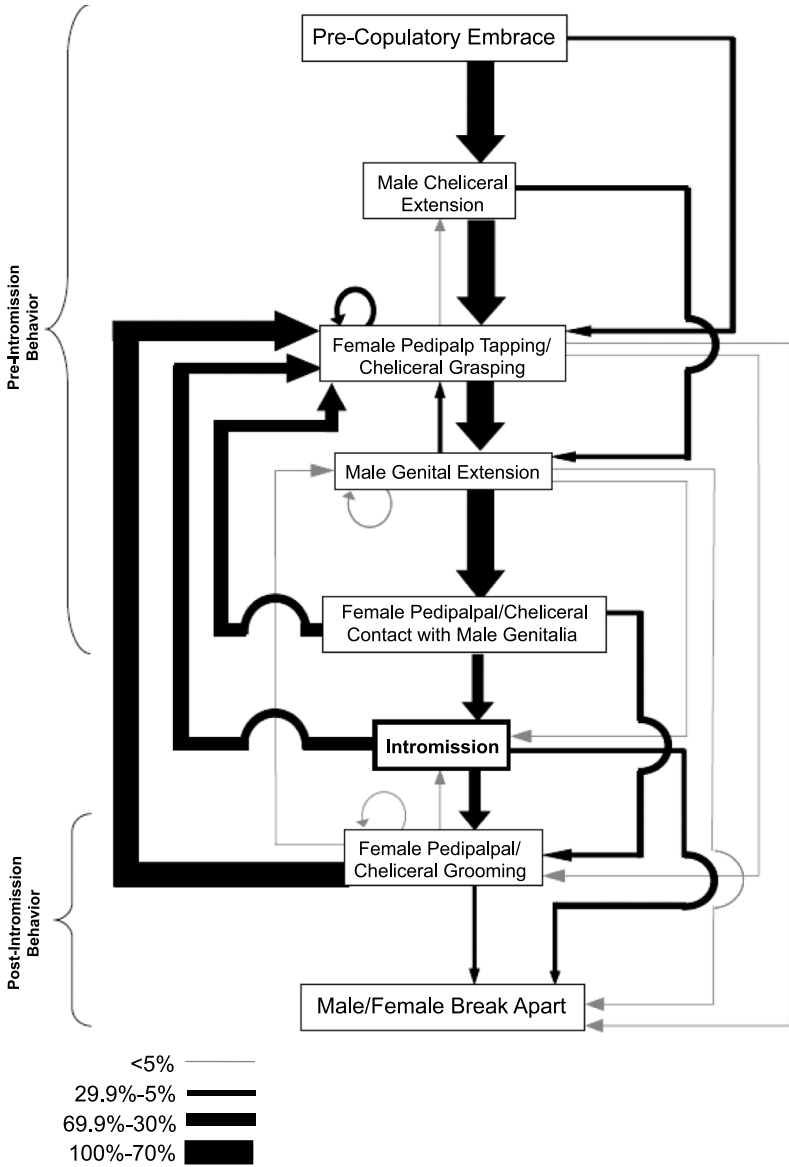 Pre-Copulatory Embrace
Male Cheliceral
Extension
Pre-Intromission
Behavior
Female Pedipalp Tapping/
Cheliceral Grasping
Male Genital Extension
Female Pedipalpal/Cheliceral
Contact with Male Genitalia
Intromission
Post-Intromission
Behavior
Female Pedipalpal/
Cheliceral Grooming
Male/Female Break Apart
<5%
29.9%-5%
69.9%-30%
100%-70%